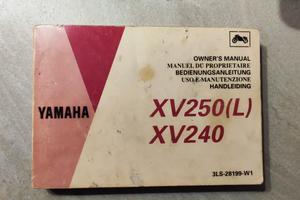 OWNER'S MANUAL
MANUEL DU PROPRIETAIRE
BEDIENUNGSANLEITUNG
USO E MANUTENZIONE
HANDLEIDING
YAMAHA
XV250(L)
XV240
3LS-28199-W1